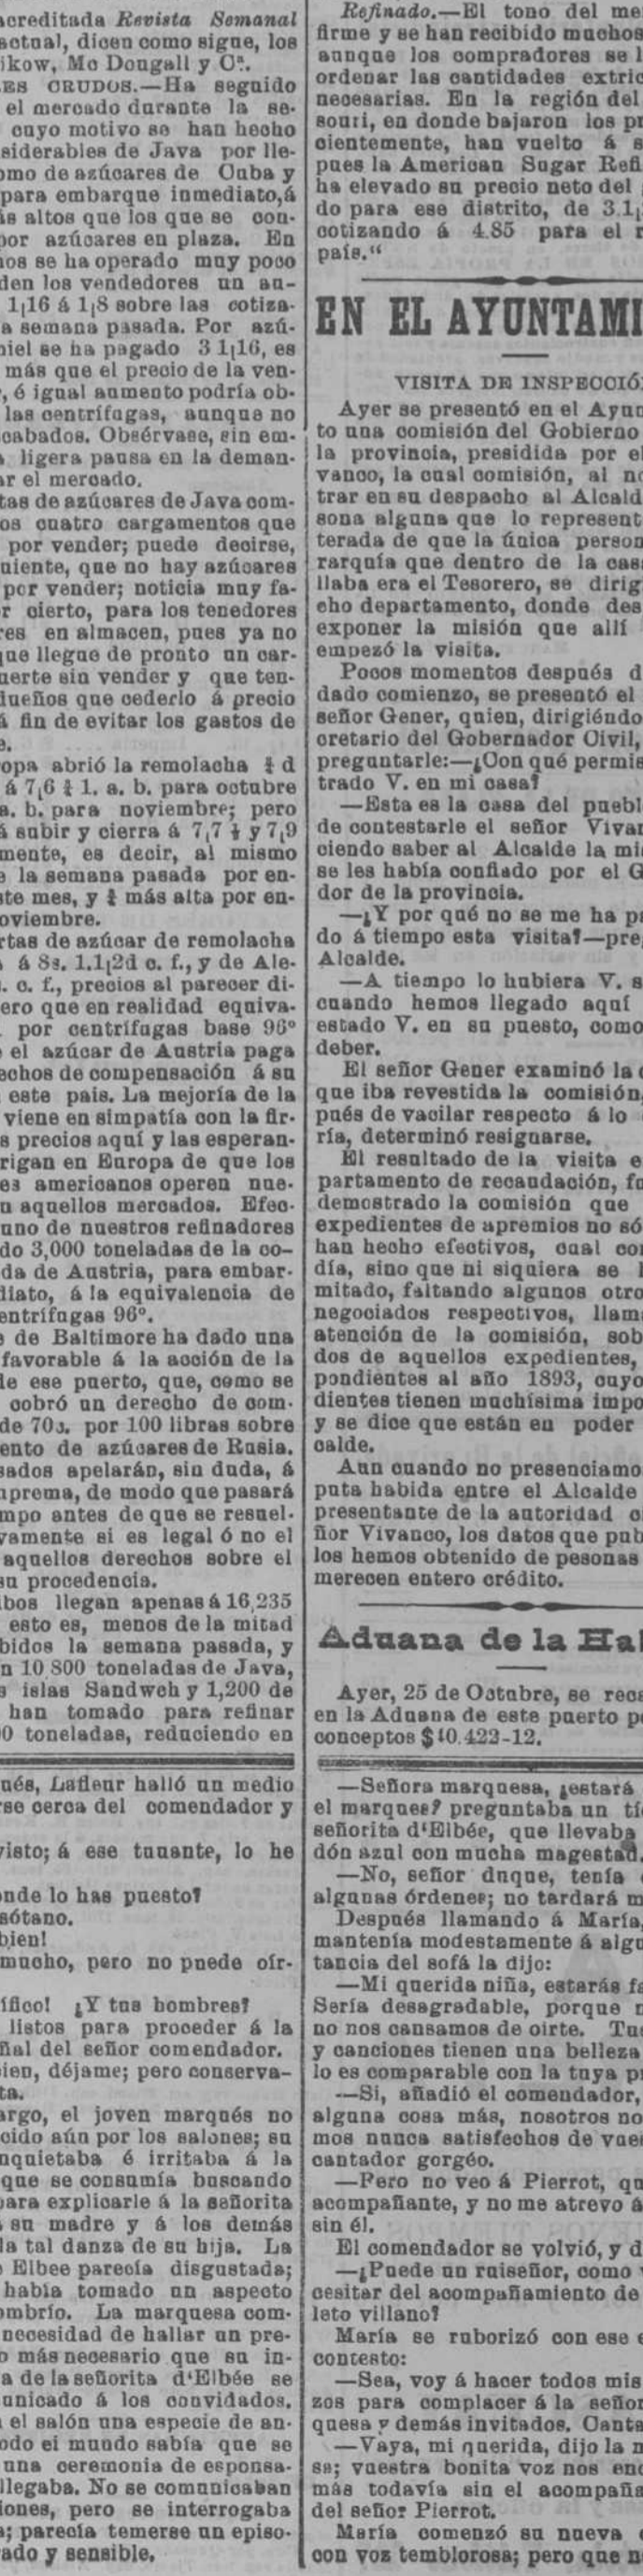 acreditada Revista Semanal
actual, dicen como sigue, los
ikow, Mc Dougall y Cª.
ES CRUDOS.—Ha seguido
el mercado durante la se-
cuyo motivo se han hecho
siderables de Java por lle-
omo de azúcares de Cuba y
para embarque inmediato, á
ás altos que los que se con-
por azúcares en plaza. En
nos se ha operado muy poco
den los vendedores un au-
1¡16 á 1¡8 sobre las cotiza-
a semana pasada. Por azú-
miel se ha pagado 3 1¡16, es
más que el precio de la ven-
, é igual aumento podría ob-
las centrífugas, aunque no
cabados. Obsérvase, sin em-
ligera pausa en la deman-
ar el mercado.
tas de azúcares de Java com-
os cuatro cargamentos que
por vender; puede decirse,
niente, que no hay azúcares
por vender; noticia muy fa-
r cierto, para los tenedores
res en almacen, pues ya no
que llegue de pronto un car-
uerte sin vender y que ten-
dueños que cederlo á precio
á fin de evitar los gastos de
e.
opa abrió la remolacha ¾ d
á 7¡6 ¾ l. a. b. para octubre
a. b. para noviembre; pero
á subir y cierra á 7¡7 ½ y 7¡9
mente, es decir, al mismo
e la semana pasada por en-
ste mes, y ¾ más alta por en-
oviembre.
rtas de azúcar de remolacha
á 8s. 1.1¡2d c. f., y de Ale-
. c. f., precios al parecer di-
ero que en realidad equiva-
por centrífugas base 96°
e el azúcar de Austria paga
echos de compensación á su
este pais. La mejoría de la
viene en simpatía con la fir-
s precios aquí y las esperan-
rigan en Europa de que los
es americanos operen nue-
n aquellos mercados. Efec-
uno de nuestros refinadores
do 3,000 toneladas de la co-
da de Austria, para embar-
diato, á la equivalencia de
entrífugas 96°.
e de Baltimore ha dado una
favorable á la acción de la
de ese puerto, que, como se
cobró un derecho de com-
de 70s. por 100 libras sobre
ento de azúcares de Rusia.
sados apelarán, sin duda, á
uprema, de modo que pasará
mpo antes de que se resuel-
vamente si es legal ó no el
aquellos derechos sobre el
su procedencia.
ibos llegan apenas á 16,235
esto es, menos de la mitad
bidos la semana pasada, y
n 10.800 toneladas de Java,
s islas Sandwch y 1,200 de
han tomado para refinar
00 toneladas, reduciendo en
ués, Lafleur halló un medio
rse cerca del comendador y
visto; á ese tunante, lo he
onde lo has puesto?
sótano.
bien!
mucho, pero no puede oír-
ífico! ¿Y tus hombres?
listos para proceder á la
ñal del señor comendador.
ien, déjame; pero conserva-
ta.
argo, el joven marqués no
cido aún por los salones; su
nquietaba é irritaba á la
que se consumía buscando
para explicarle á la señorita
su madre y á los demás
la tal danza de su hija. La
Elbee parecía disgustada;
había tomado un aspecto
ombrío. La marquesa com-
necesidad de hallar un pre-
o más necesario que su in-
a de la señorita d'Elbée se
unicado á los convidados.
el salón una especie de an-
odo el mundo sabía que se
una ceremonia de esponsa-
llegaba. No se comunicaban
iones, pero se interrogaba
a; parecía temerse un episo-
ado y sensible.
Refinado.—El tono del me
firme y se han recibido muchos
aunque los compradores se l
ordenar las cantidades extric
necesarias. En la región del
souri, en donde bajaron los pr
cientemente, han vuelto á s
pues la American Sugar Refi
ha elevado su precio neto del
do para ese distrito, de 3.1¡
cotizando á 4.85 para el r
país."
EN EL AYUNTAMI
VISITA DE INSPECCIÓ
Ayer se presentó en el Ayun
to una comisión del Gobierno
la provincia, presidida por el
vanco, la cual comisión, al no
trar en su despacho al Alcald
sona alguna que lo represent
terada de que la única person
rarquía que dentro de la casa
llaba era el Tesorero, se dirig
cho departamento, donde des
exponer la misión que allí
empezó la visita.
Pocos momentos después d
dado comienzo, se presentó el
señor Gener, quien, dirigiéndo
cretario del Gobernador Civil,
preguntarle:—¿Con qué permis
trado V. en mi casa?
—Esta es la casa del puebl
de contestarle el señor Vivan
ciendo saber al Alcalde la mi
se les había confiado por el G
dor de la provincia.
—¿Y por qué no se me ha pa
do á tiempo esta visita?—pre
Alcalde.
—A tiempo lo hubiera V. s
cuando hemos llegado aquí
estado V. en su puesto, como
deber.
El señor Gener examinó la c
que iba revestida la comisión,
pués de vacilar respecto á lo
ría, determinó resignarse.
El resultado de la visita e
partamento de recaudación, fu
demostrado la comisión que
expedientes de apremios no só
han hecho efectivos, cual cor
día, sino que ni siquiera se l
mitado, faltando algunos otro
negociados respectivos, llama
atención de la comisión, sob
dos de aquellos expedientes,
pondientes al año 1893, cuyo
dientes tienen muchísima impo
y se dice que están en poder
calde.
Aun cuando no presenciamo
puta habida entre el Alcalde
presentante de la autoridad c
ñor Vivanco, los datos que pub
los hemos obtenido de pesonas
merecen entero crédito.
Aduana de la Hab
Ayer, 25 de Octubre, se reca
en la Aduana de este puerto po
conceptos $40.422-12.
—Señora marquesa, ¿estará
el marques? preguntaba un tí
señorita d'Elbée, que llevaba
dón azul con mucha magestad.
—No, señor duque, tenía
algunas órdenes; no tardará m
Después llamando á María,
mantenía modestamente á algu
tancia del sofá la dijo:
—Mi querida niña, estarás fa
Sería desagradable, porque n
no nos cansamos de oirte. Tu
y canciones tienen una belleza
lo es comparable con la tuya p
—Si, añadió el comendador,
alguna cosa más, nosotros no
mos nunca satisfechos de vues
cantador gorgéo.
—Pero no veo á Pierrot, qu
acompañante, y no me atrevo á
sin él.
El comendador se volvió, y d
—¿Puede un ruiseñor, como v
cesitar del acompañamiento de
leto villano?
María se ruborizó con ese e
contesto:
—Sea, voy á hacer todos mis
zos para complacer á la señor
quesa y demás invitados. Canta
—Vaya, mi querida, dijo la m
sa; vuestra bonita voz nos enc
más todavía sin el acompaña
del señor Pierrot.
María comenzó su nueva c
con voz temblorosa; pero que n